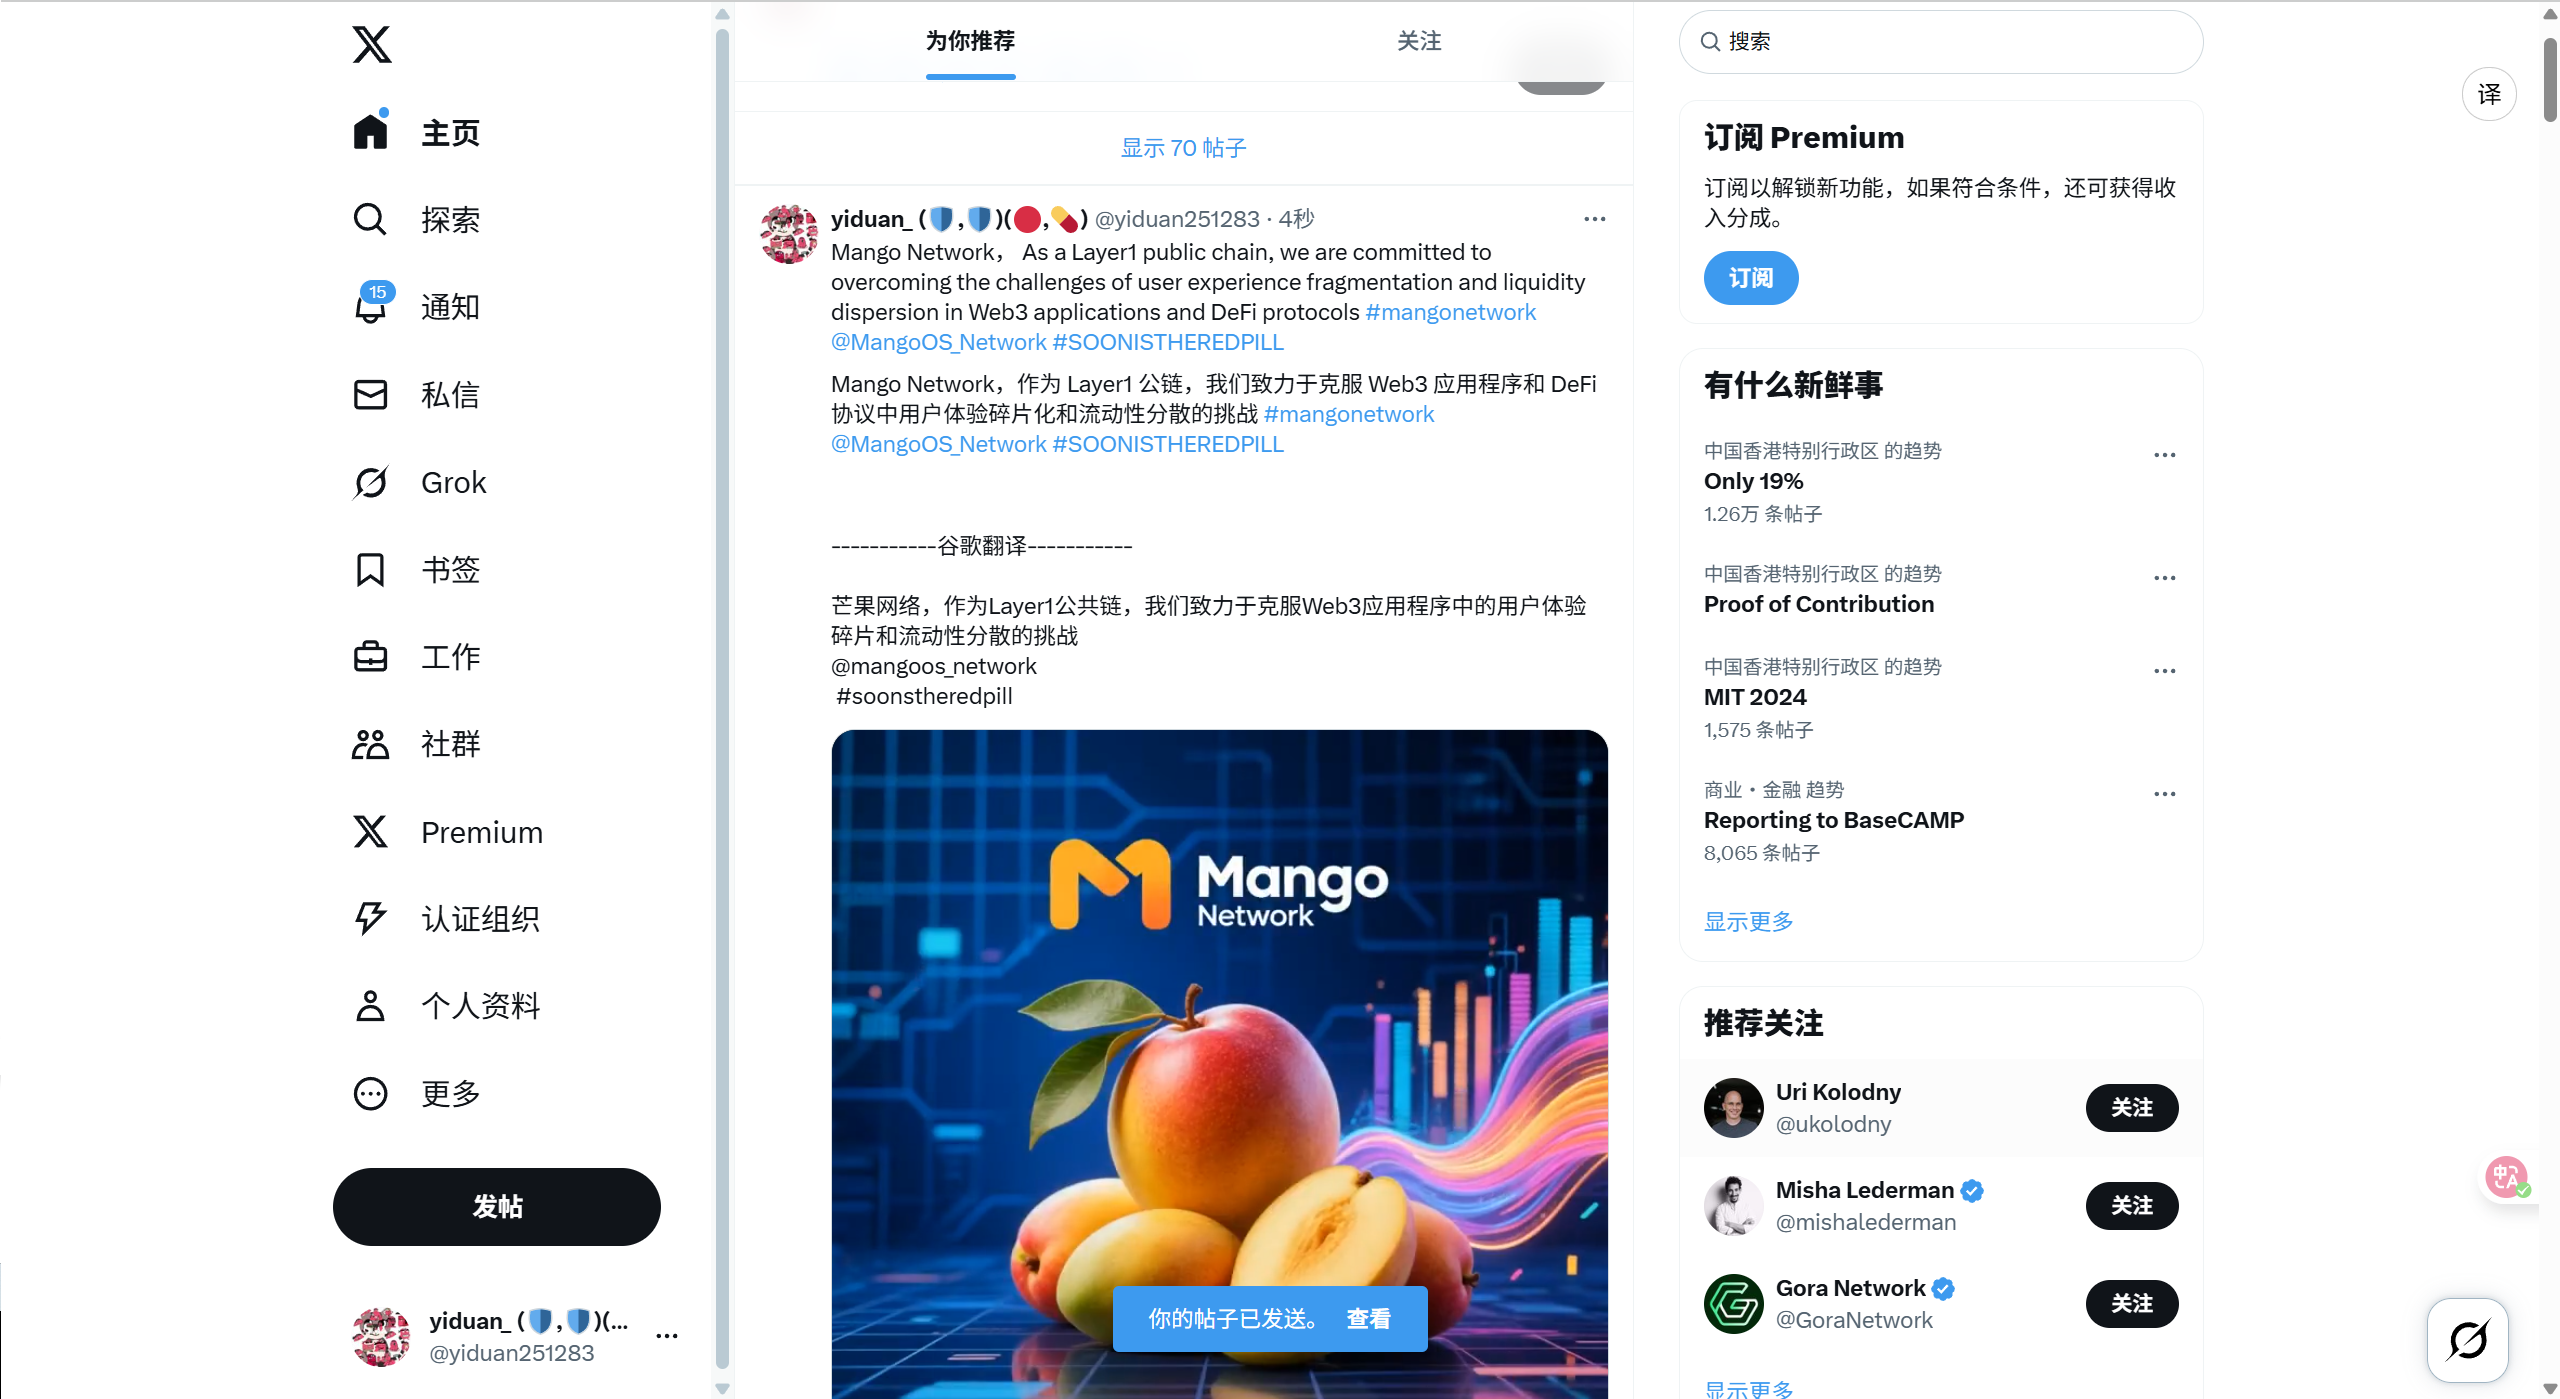 主页
探索
15
通知
私信
Grok
书签
工作
社群
Premium
认证组织
个人资料
更多
发帖
yiduan_ (🛡️,🛡️)(...
@yiduan251283
为你推荐
关注
显示 70 帖子
yiduan_ (🛡️,🛡️)(🔴,💊) @yiduan251283 · 4秒
Mango Network， As a Layer1 public chain, we are committed to
overcoming the challenges of user experience fragmentation and liquidity
dispersion in Web3 applications and DeFi protocols #mangonetwork
@MangoOS_Network #SOONISTHEREDPILL
Mango Network，作为 Layer1 公链，我们致力于克服 Web3 应用程序和 DeFi
协议中用户体验碎片化和流动性分散的挑战 #mangonetwork
@MangoOS_Network #SOONISTHEREDPILL
-----------谷歌翻译-----------
芒果网络，作为Layer1公共链，我们致力于克服Web3应用程序中的用户体验
碎片和流动性分散的挑战
@mangoos_network
#soonstheredpill
Mango
Network
你的帖子已发送。 查看
搜索
订阅 Premium
订阅以解锁新功能，如果符合条件，还可获得收
入分成。
订阅
有什么新鲜事
中国香港特别行政区 的趋势
Only 19%
1.26万 条帖子
中国香港特别行政区 的趋势
Proof of Contribution
中国香港特别行政区 的趋势
MIT 2024
1,575 条帖子
商业 · 金融 趋势
Reporting to BaseCAMP
8,065 条帖子
显示更多
推荐关注
Uri Kolodny
@ukolodny
关注
Misha Lederman
@mishalederman
关注
Gora Network
@GoraNetwork
关注
显示更多
译